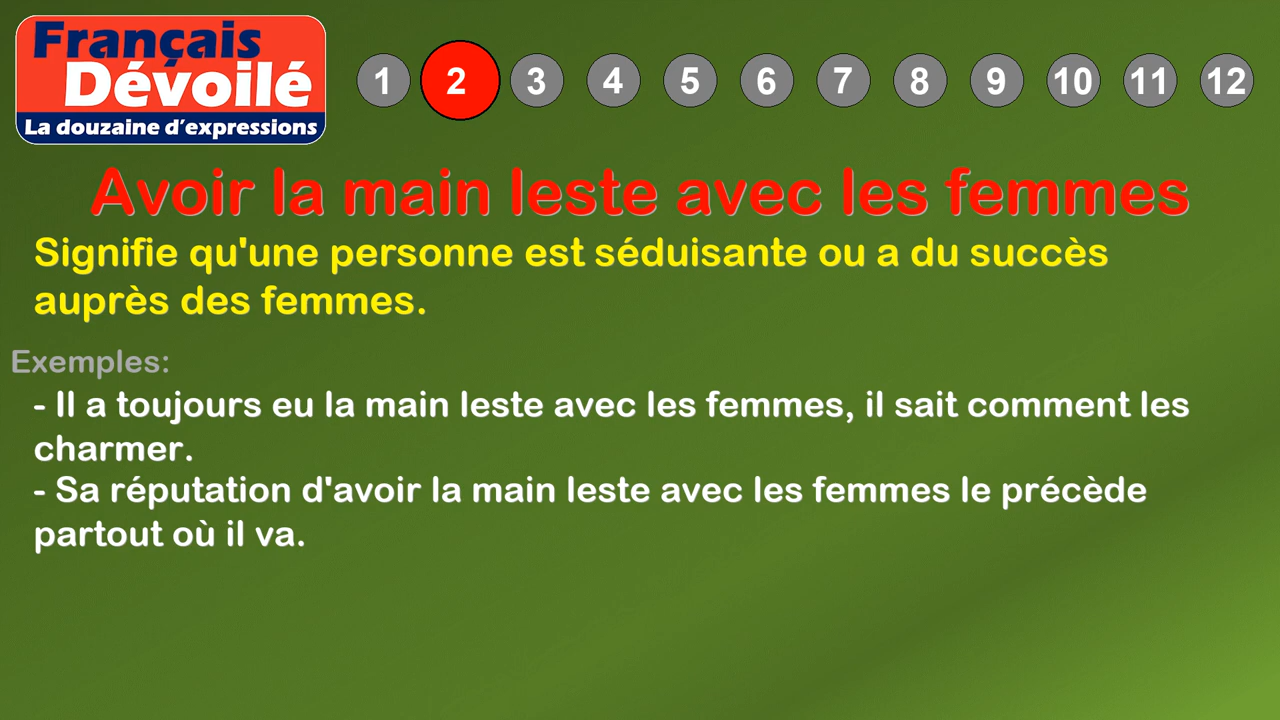 Français
Dévoilé
La douzaine d'expressions
1 2 3 4 5 6 7 8 9 10 11 12
Avoir la main leste avec les femmes
Signifie qu'une personne est séduisante ou a du succès
auprès des femmes.
Exemples:
- Il a toujours eu la main leste avec les femmes, il sait comment les
charmer.
- Sa réputation d'avoir la main leste avec les femmes le précède
partout où il va.